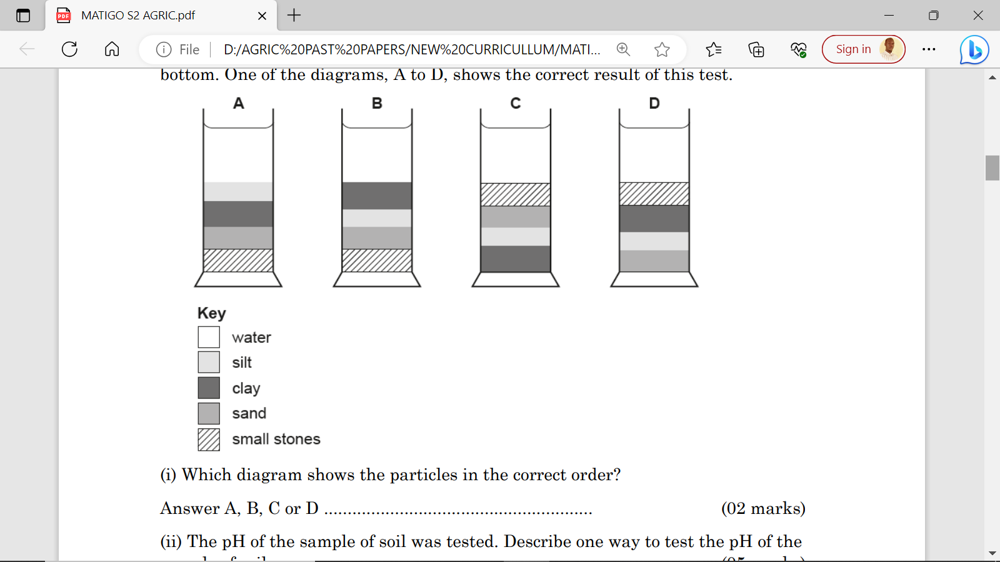 MATIGO S2 AGRIC.pdf
File
D:/AGRIC%20PAST%20PAPERS/NEW%20CURRICULLUM/MATI...
Sign in
bottom. One of the diagrams, A to D, shows the correct result of this test.
A B C D
Key
water
silt
clay
sand
small stones
(i) Which diagram shows the particles in the correct order?
Answer A, B, C or D ........................................................ (02 marks)
(ii) The pH of the sample of soil was tested. Describe one way to test the pH of the